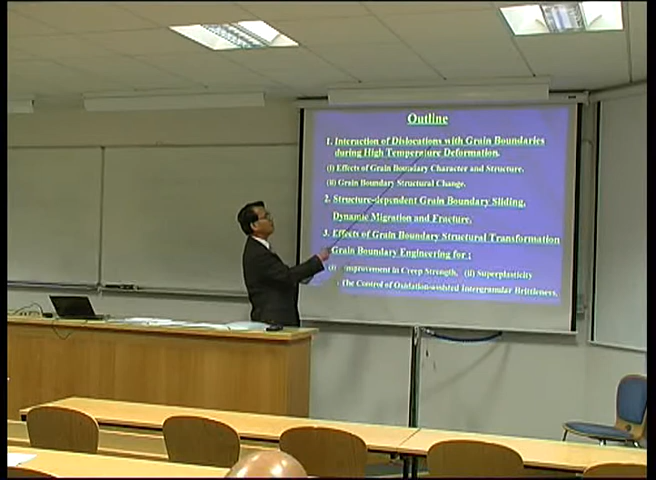 Outline
1. Interaction of Dislocations with Grain Boundaries
during High Temperature Deformation.
(i) Effects of Grain Boundary Character and Structure.
(ii) Grain Boundary Structural Change.
2. Structure-dependent Grain Boundary Sliding,
Dynamic Migration and Fracture.
3. Effects of Grain Boundary Structural Transformation
Grain Boundary Engineering for :
(i) Improvement in Creep Strength, (ii) Superplasticity
The Control of Oxidation-assisted Intergranular Brittleness.